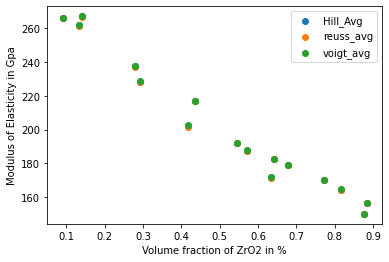 Modulus of Elasticity in Gpa
260
240
220
200
180
160
Hill_Avg
reuss_avg
voigt_avg
0.1 0.2 0.3 0.4 0.5 0.6 0.7 0.8 0.9
Volume fraction of ZrO2 in %